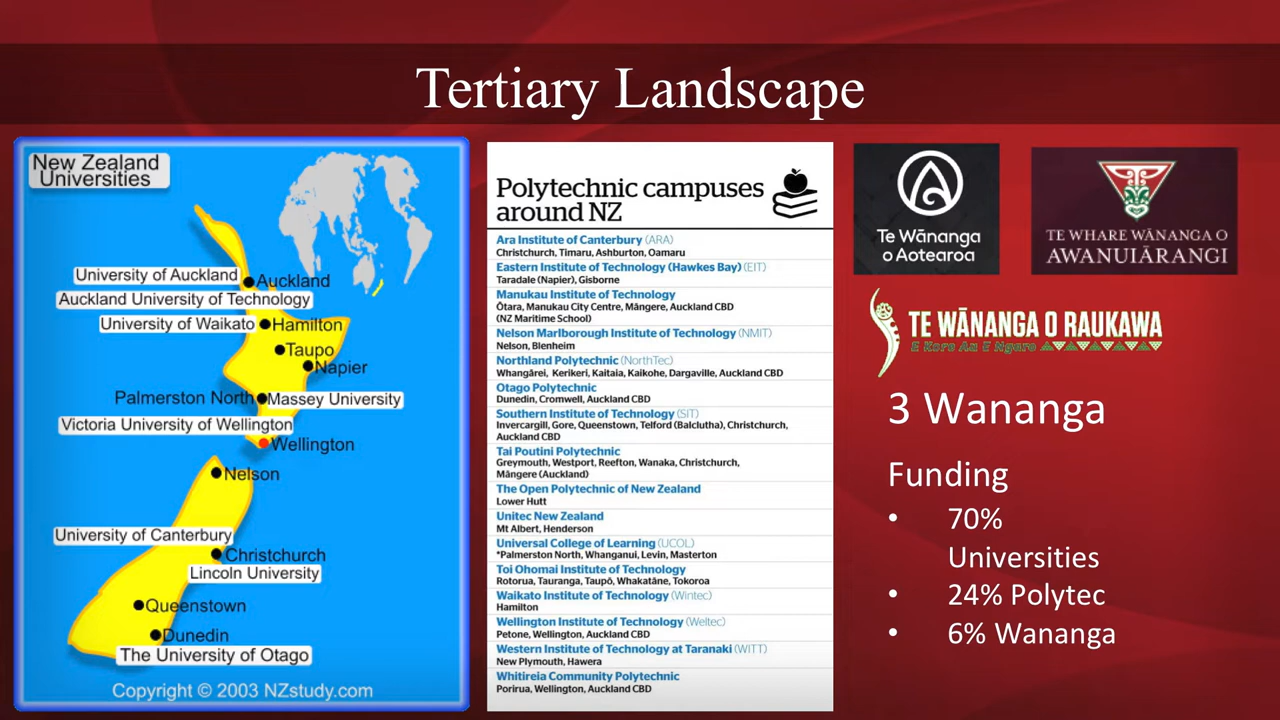 Tertiary Landscape
New Zealand
Universities
University of Auckland
Auckland
Auckland University of Technology
University of Waikato
Hamilton
Taupo
Napier
Palmerston North
Massey University
Victoria University of Wellington
Wellington
Nelson
University of Canterbury
Christchurch
Lincoln University
Queenstown
Dunedin
The University of Otago
Copyright © 2003 NZstudy.com
Polytechnic campuses
around NZ
Ara Institute of Canterbury (ARA)
Christchurch, Timaru, Ashburton, Oamaru
Eastern Institute of Technology (Hawkes Bay) (EIT)
Taradale (Napier), Gisborne
Manukau Institute of Technology
Ōtara, Manukau City Centre, Māngere, Auckland CBD
(NZ Maritime School)
Nelson Marlborough Institute of Technology (NMIT)
Nelson, Blenheim
Northland Polytechnic (NorthTec)
Whangārei, Kerikeri, Kaitaia, Kaikohe, Dargaville, Auckland CBD
Otago Polytechnic
Dunedin, Cromwell, Auckland CBD
Southern Institute of Technology (SIT)
Invercargill, Gore, Queenstown, Telford (Balclutha), Christchurch,
Auckland CBD
Tai Poutini Polytechnic
Greymouth, Westport, Reefton, Wanaka, Christchurch,
Māngere (Auckland)
The Open Polytechnic of New Zealand
Lower Hutt
Unitec New Zealand
Mt Albert, Henderson
Universal College of Learning (UCOL)
*Palmerston North, Whanganui, Levin, Masterton
Toi Ohomai Institute of Technology
Rotorua, Tauranga, Taupō, Whakatāne, Tokoroa
Waikato Institute of Technology (Wintec)
Hamilton
Wellington Institute of Technology (Weltec)
Petone, Wellington, Auckland CBD
Western Institute of Technology at Taranaki (WITT)
New Plymouth, Hawera
Whitireia Community Polytechnic
Porirua, Wellington, Auckland CBD
Te Wānanga
o Aotearoa
TE WHARE WĀNANGA O
AWANUIĀRANGI
TE WĀNANGA O RAUKAWA
E Kore Au E Ngaro
3 Wananga
Funding
• 70%
Universities
• 24% Polytec
• 6% Wananga